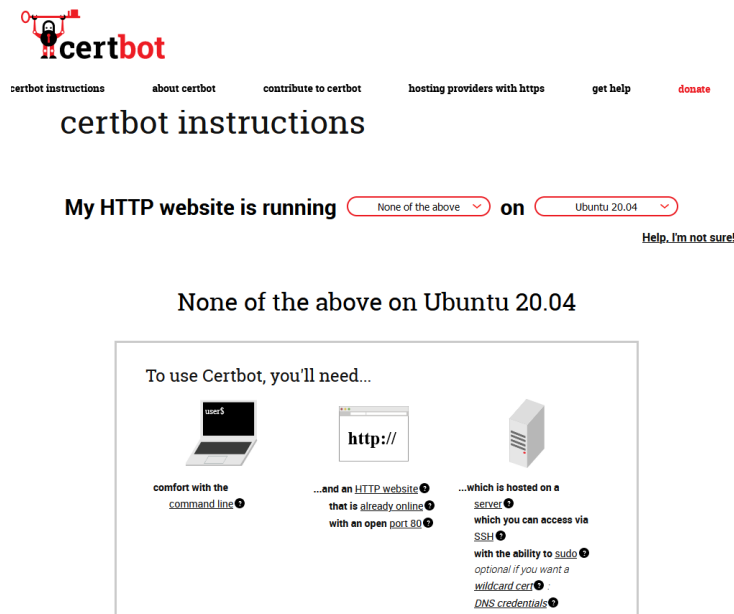 certbot
certbot instructions about certbot contribute to certbot hosting providers with https get help donate
certbot instructions
My HTTP website is running None of the above on Ubuntu 20.04
Help, I'm not sure!
None of the above on Ubuntu 20.04
To use Certbot, you'll need...
user$
http://
comfort with the
command line ?
...and an HTTP website ?
that is already online ?
with an open port 80 ?
...which is hosted on a
server ?
which you can access via
SSH ?
with the ability to sudo ?
optional if you want a
wildcard cert ? :
DNS credentials ?